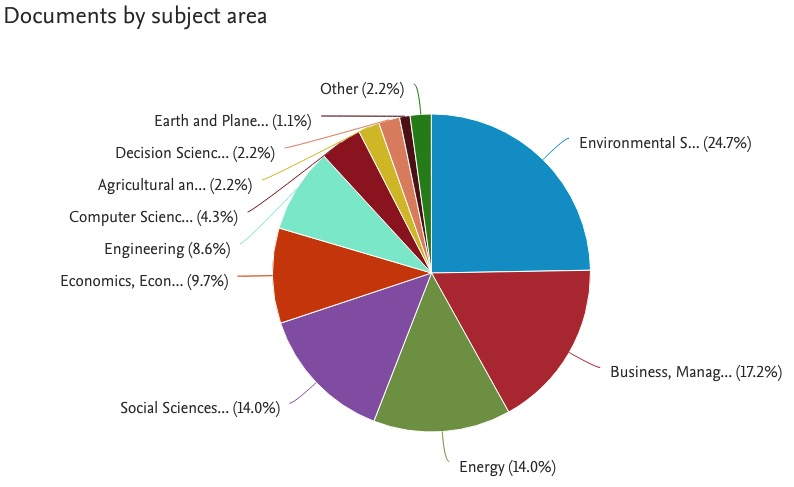 Documents by subject area
Other (2.2%)
Earth and Plane... (1.1%)
Decision Scienc... (2.2%)
Agricultural an... (2.2%)
Computer Scienc... (4.3%)
Engineering (8.6%)
Economics, Econ... (9.7%)
Social Sciences... (14.0%)
Energy (14.0%)
Business, Manag... (17.2%)
Environmental S... (24.7%)